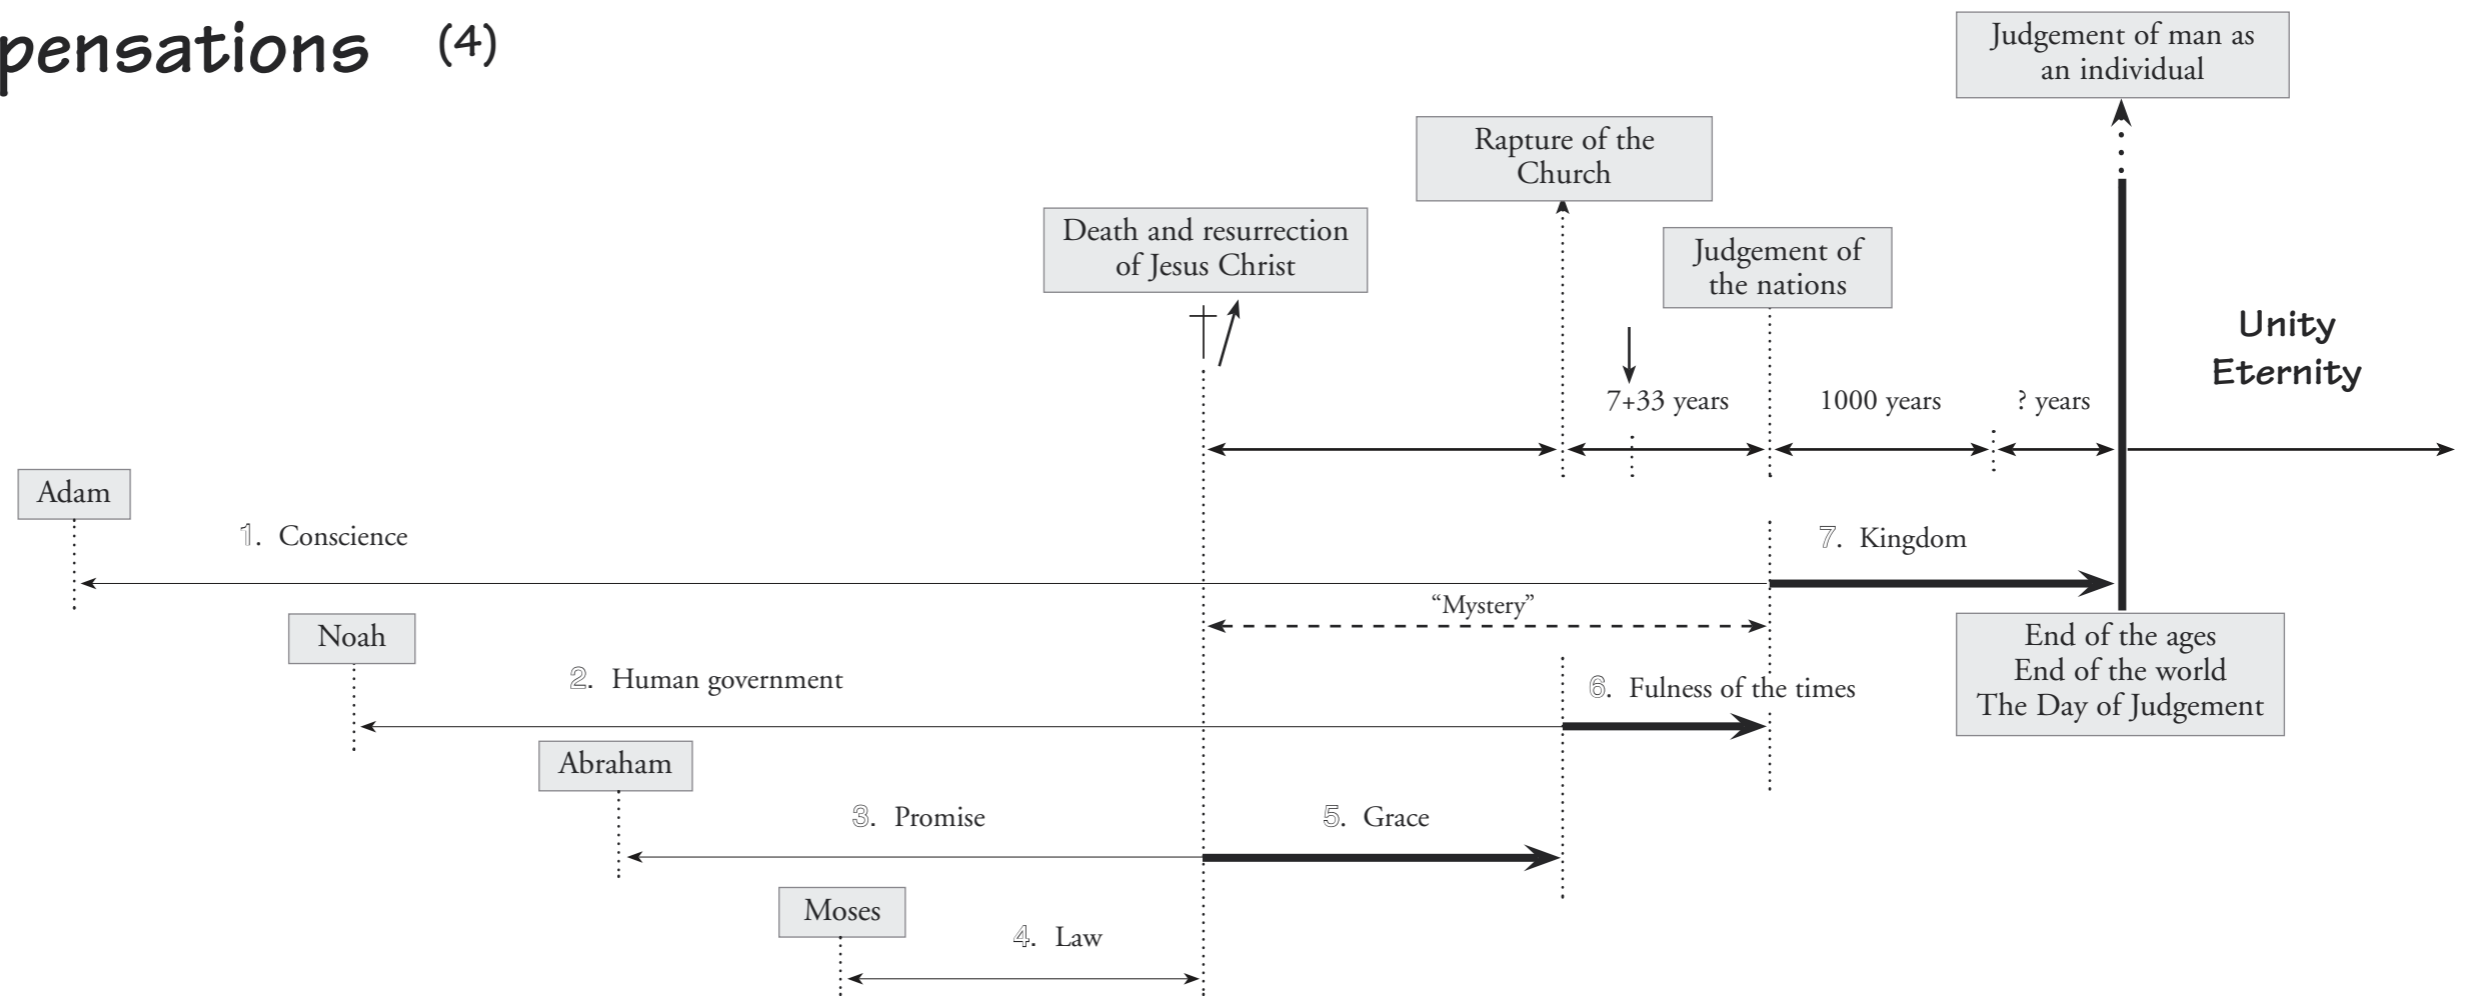 pensations (4)
Judgement of man as
an individual
Rapture of the
Church
Death and resurrection
of Jesus Christ
Judgement of
the nations
Unity
Eternity
7+33 years
1000 years
? years
Adam
1. Conscience
7. Kingdom
“Mystery”
Noah
2. Human government
6. Fulness of the times
End of the ages
End of the world
The Day of Judgement
Abraham
3. Promise
5. Grace
Moses
4. Law